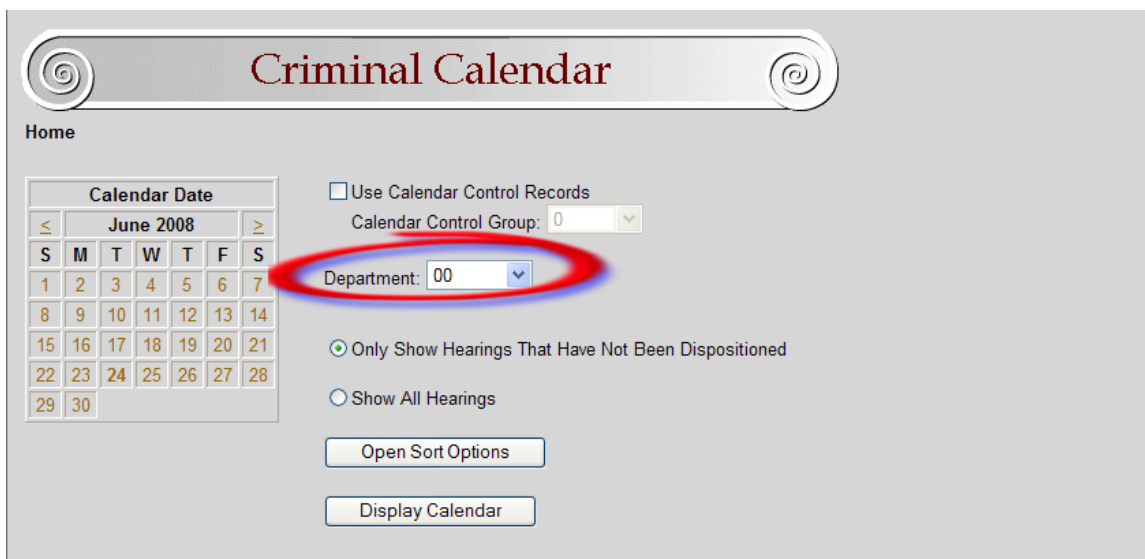 Criminal Calendar
Home
Calendar Date
< June 2008 >
S M T W T F S
1 2 3 4 5 6 7
8 9 10 11 12 13 14
15 16 17 18 19 20 21
22 23 24 25 26 27 28
29 30
Use Calendar Control Records
Calendar Control Group: 0
Department: 00
Only Show Hearings That Have Not Been Dispositioned
Show All Hearings
Open Sort Options
Display Calendar